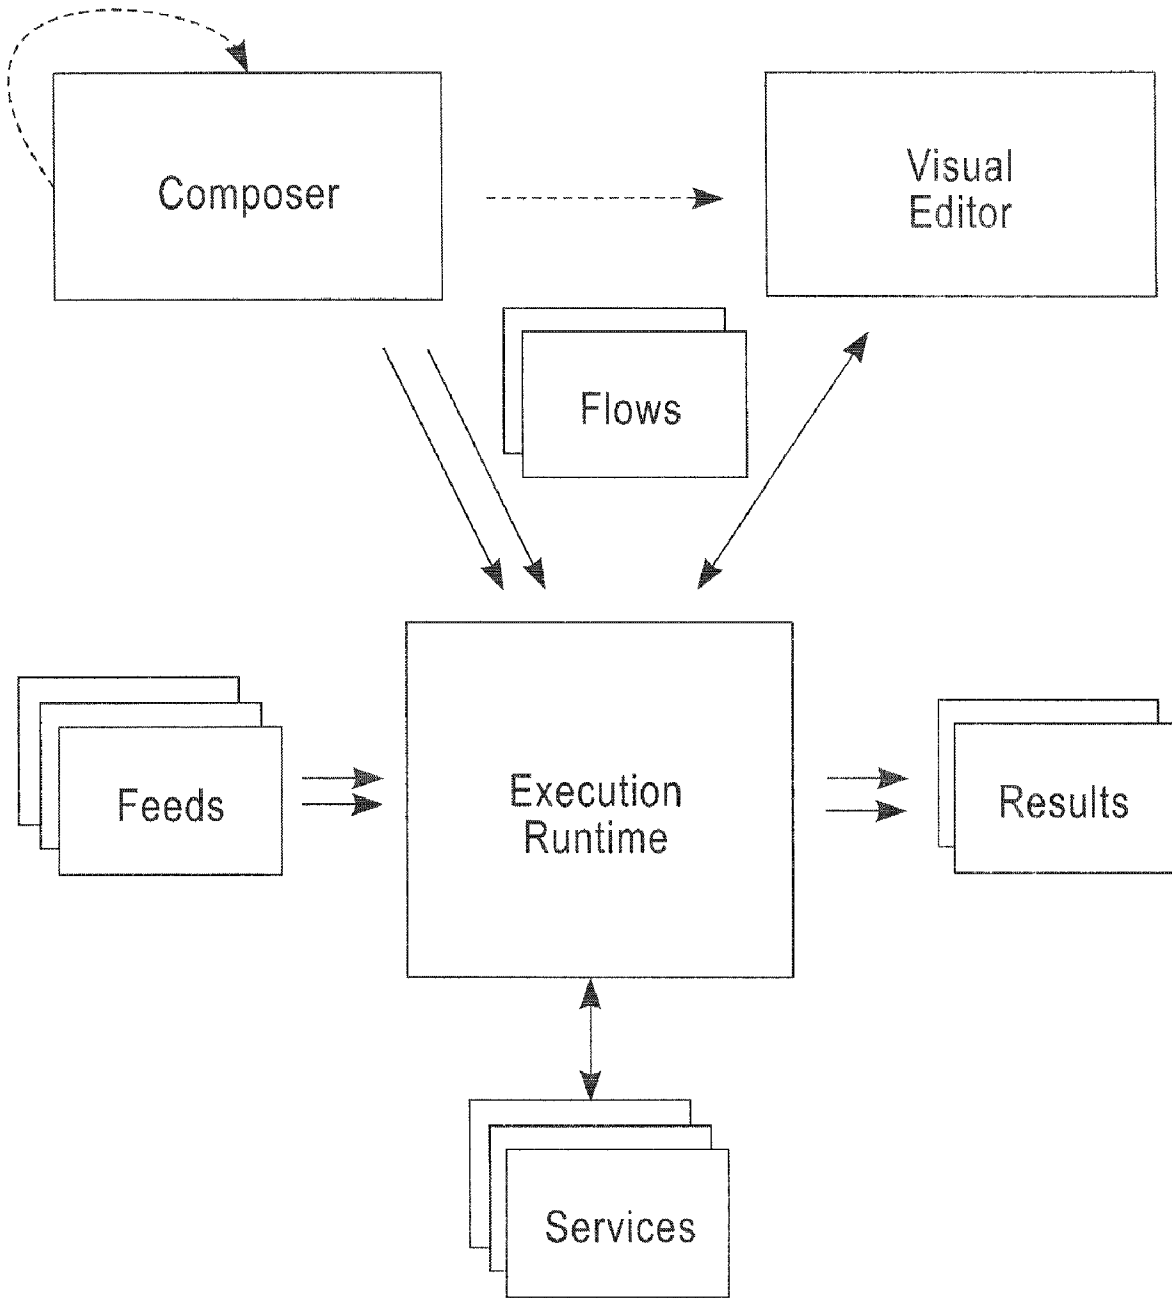 Composer
Visual
Editor
Flows
Feeds
Execution
Runtime
Results
Services